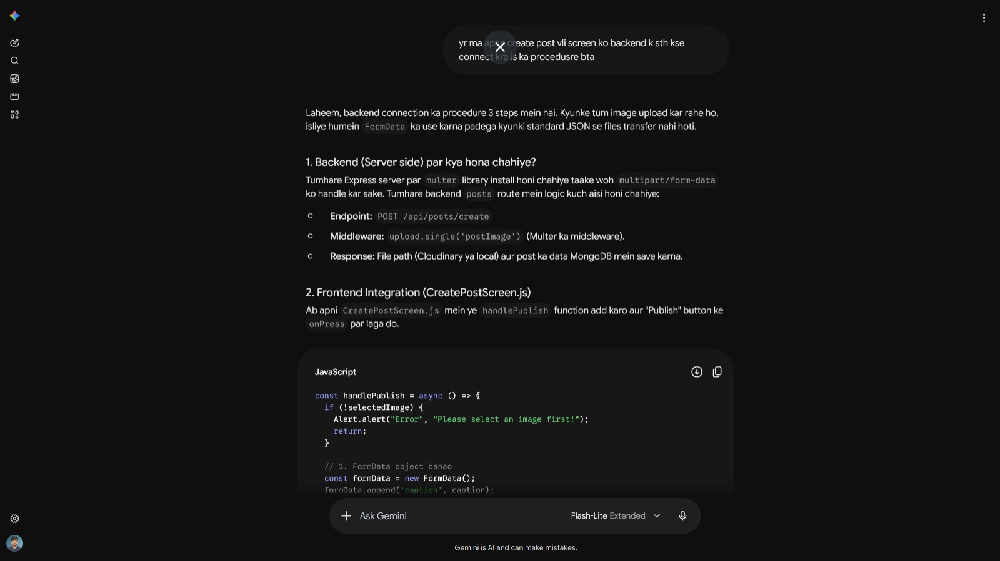 yr ma apne create post vli screen ko backend k sth kse
connect kra is ka procedusre bta
Laheem, backend connection ka procedure 3 steps mein hai. Kyunke tum image upload kar rahe ho,
isliye humein FormData ka use karna padega kyunki standard JSON se files transfer nahi hoti.
1. Backend (Server side) par kya hona chahiye?
Tumhare Express server par multer library install honi chahiye taake woh multipart/form-data
ko handle kar sake. Tumhare backend posts route mein logic kuch aisi honi chahiye:
Endpoint: POST /api/posts/create
Middleware: upload.single('postImage') (Multer ka middleware).
Response: File path (Cloudinary ya local) aur post ka data MongoDB mein save karna.
2. Frontend Integration (CreatePostScreen.js)
Ab apni CreatePostScreen.js mein ye handlePublish function add karo aur "Publish" button ke
onPress par laga do.
JavaScript
const handlePublish = async () => {
if (!selectedImage) {
Alert.alert("Error", "Please select an image first!");
return;
}
// 1. FormData object banao
const formData = new FormData();
formData.append('caption', caption);
Ask Gemini
Flash-Lite Extended
Gemini is AI and can make mistakes.